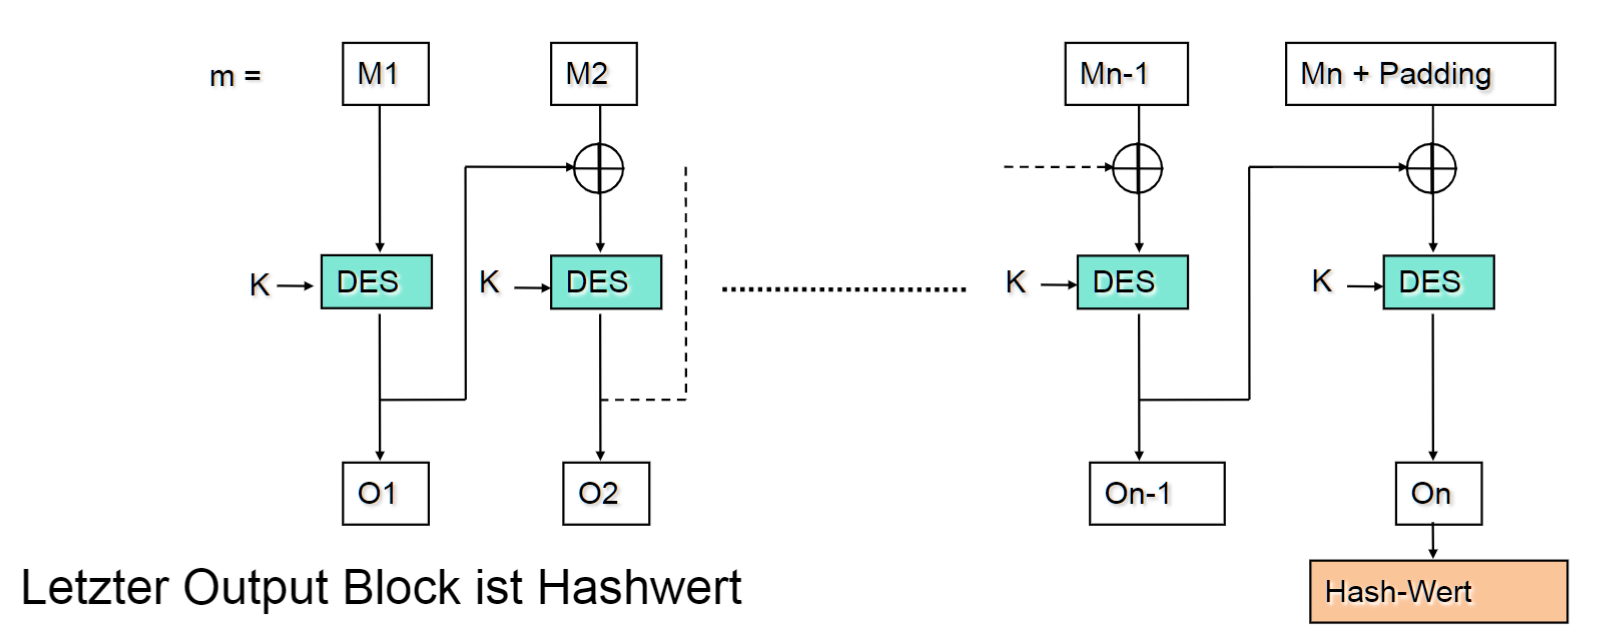 m =
M1
M2
Mn-1
Mn + Padding
K
DES
K
DES
K
DES
K
DES
O1
O2
On-1
On
Letzter Output Block ist Hashwert
Hash-Wert